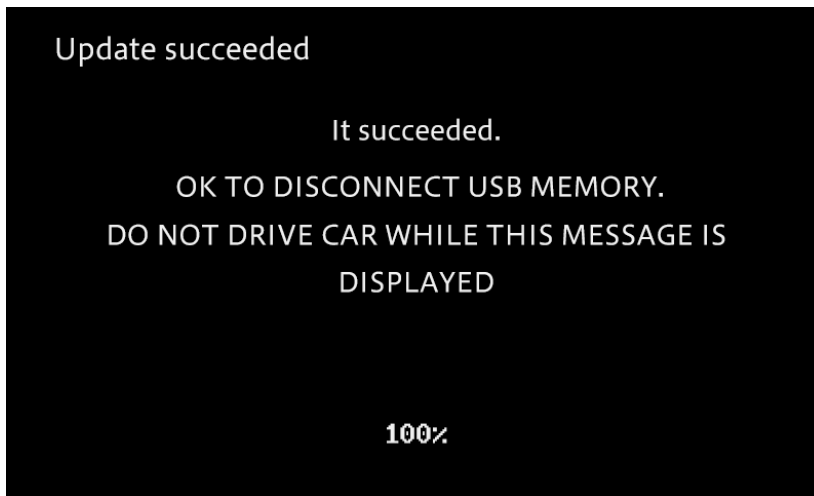 Update succeeded
It succeeded.
OK TO DISCONNECT USB MEMORY.
DO NOT DRIVE CAR WHILE THIS MESSAGE IS
DISPLAYED
100%